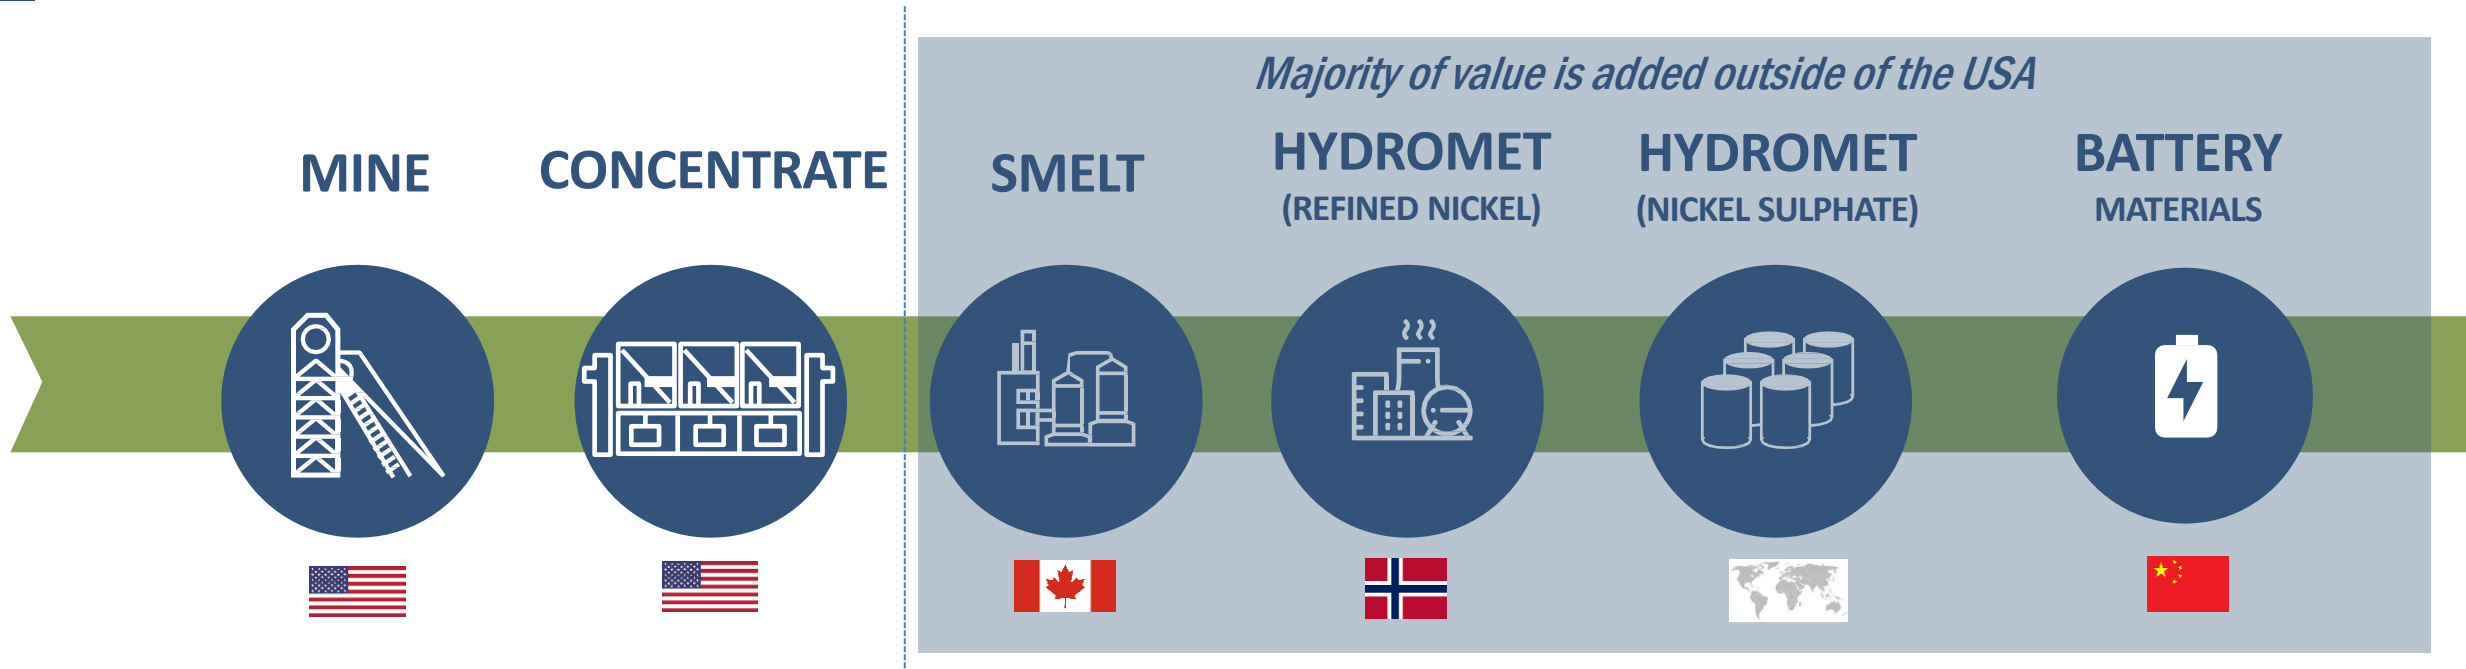 Majority of value is added outside of the USA
MINE
CONCENTRATE
SMELT
HYDROMET
(REFINED NICKEL)
HYDROMET
(NICKEL SULPHATE)
BATTERY
MATERIALS